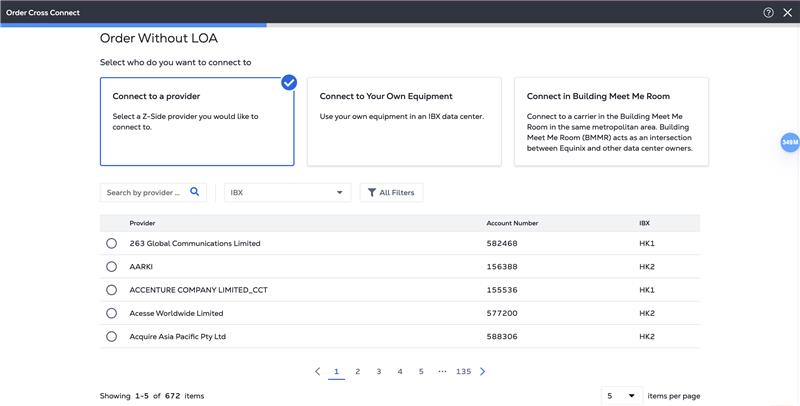 Order Cross Connect
Order Without LOA
Select who do you want to connect to
Connect to a provider
Select a Z-Side provider you would like to
connect to.
Connect to Your Own Equipment
Use your own equipment in an IBX data center.
Connect in Building Meet Me Room
Connect to a carrier in the Building Meet Me
Room in the same metropolitan area. Building
Meet Me Room (BMMR) acts as an intersection
between Equinix and other data center owners.
349M
Search by provider ... IBX All Filters
Provider Account Number IBX
263 Global Communications Limited 582468 HK1
AARKI 156388 HK2
ACCENTURE COMPANY LIMITED_CCT 155536 HK1
Acesse Worldwide Limited 577200 HK2
Acquire Asia Pacific Pty Ltd 588306 HK2
1 2 3 4 5 ... 135
Showing 1-5 of 672 items 5 items per page